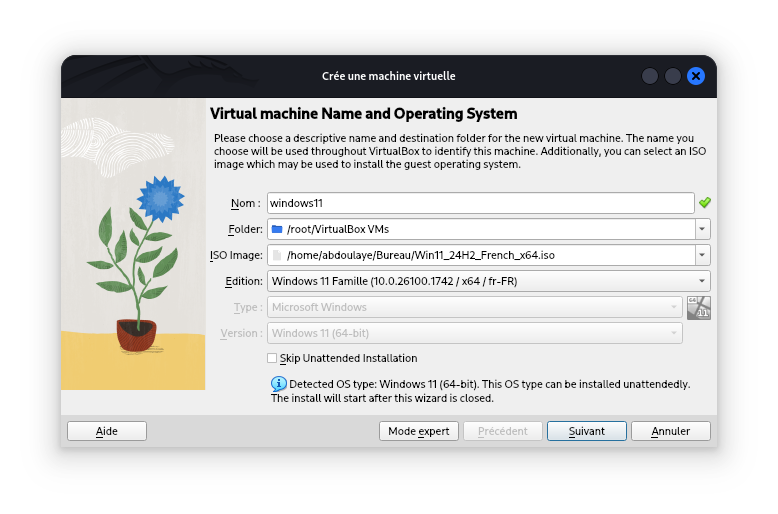 Crée une machine virtuelle
Virtual machine Name and Operating System
Please choose a descriptive name and destination folder for the new virtual machine. The name you
choose will be used throughout VirtualBox to identify this machine. Additionally, you can select an ISO
image which may be used to install the guest operating system.
Nom : windows11
Folder: /root/VirtualBox VMs
ISO Image: /home/abdoulaye/Bureau/Win11_24H2_French_x64.iso
Edition: Windows 11 Famille (10.0.26100.1742 / x64 / fr-FR)
Type : Microsoft Windows
64
11
Version : Windows 11 (64-bit)
Skip Unattended Installation
Detected OS type: Windows 11 (64-bit). This OS type can be installed unattendedly.
The install will start after this wizard is closed.
Aide Mode expert Précédent Suivant Annuler